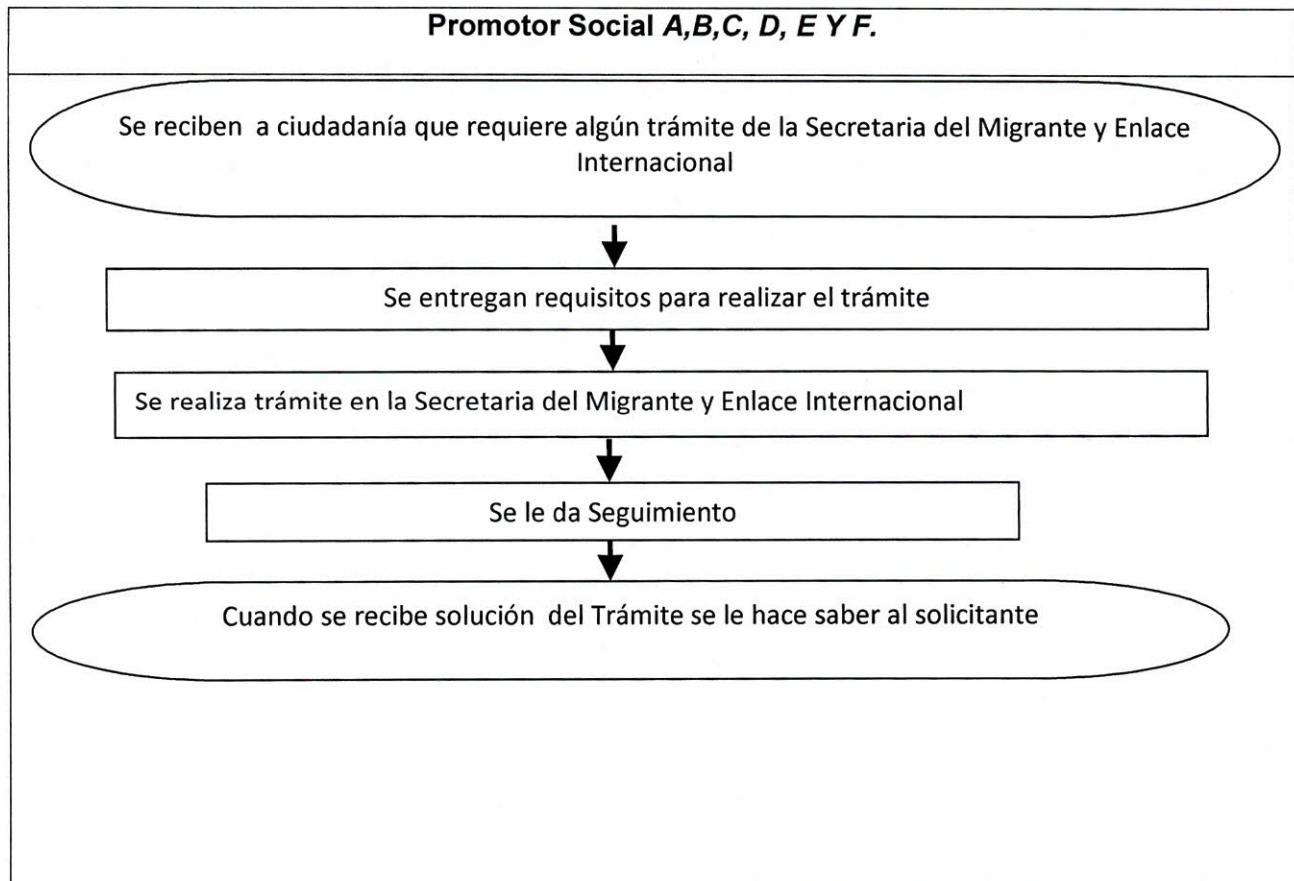 Promotor Social A,B,C, D, E Y F.
Se reciben a ciudadanía que requiere algún trámite de la Secretaria del Migrante y Enlace
Internacional
Se entregan requisitos para realizar el trámite
Se realiza trámite en la Secretaria del Migrante y Enlace Internacional
Se le da Seguimiento
Cuando se recibe solución del Trámite se le hace saber al solicitante